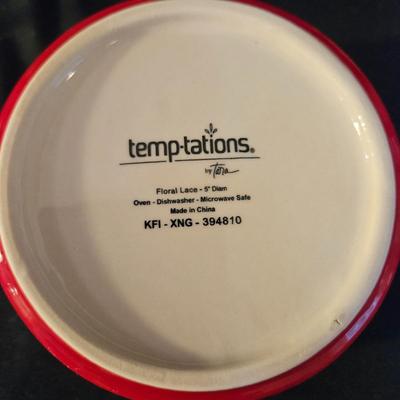 temp-tations®
by Tara
Floral Lace - 5" Diam
Oven - Dishwasher - Microwave Safe
Made in China
KFI - XNG - 394810